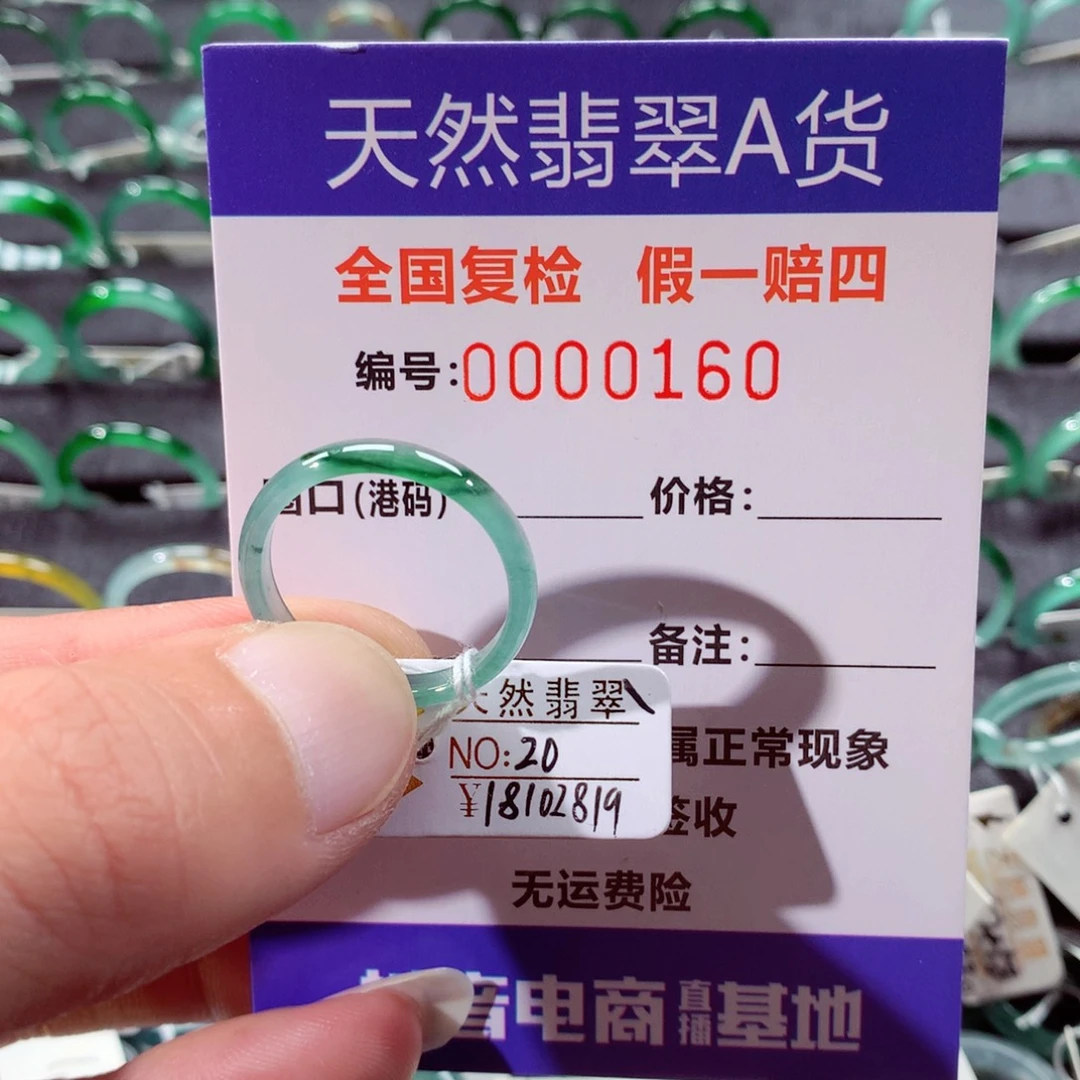 天然翡翠A货
全国复检 假一赔四
编号:0000160
口(港码) 价格:
备注:
然翡翠
NO:20
¥18102819
属正常现象
签收
无运费险
电商直播基地